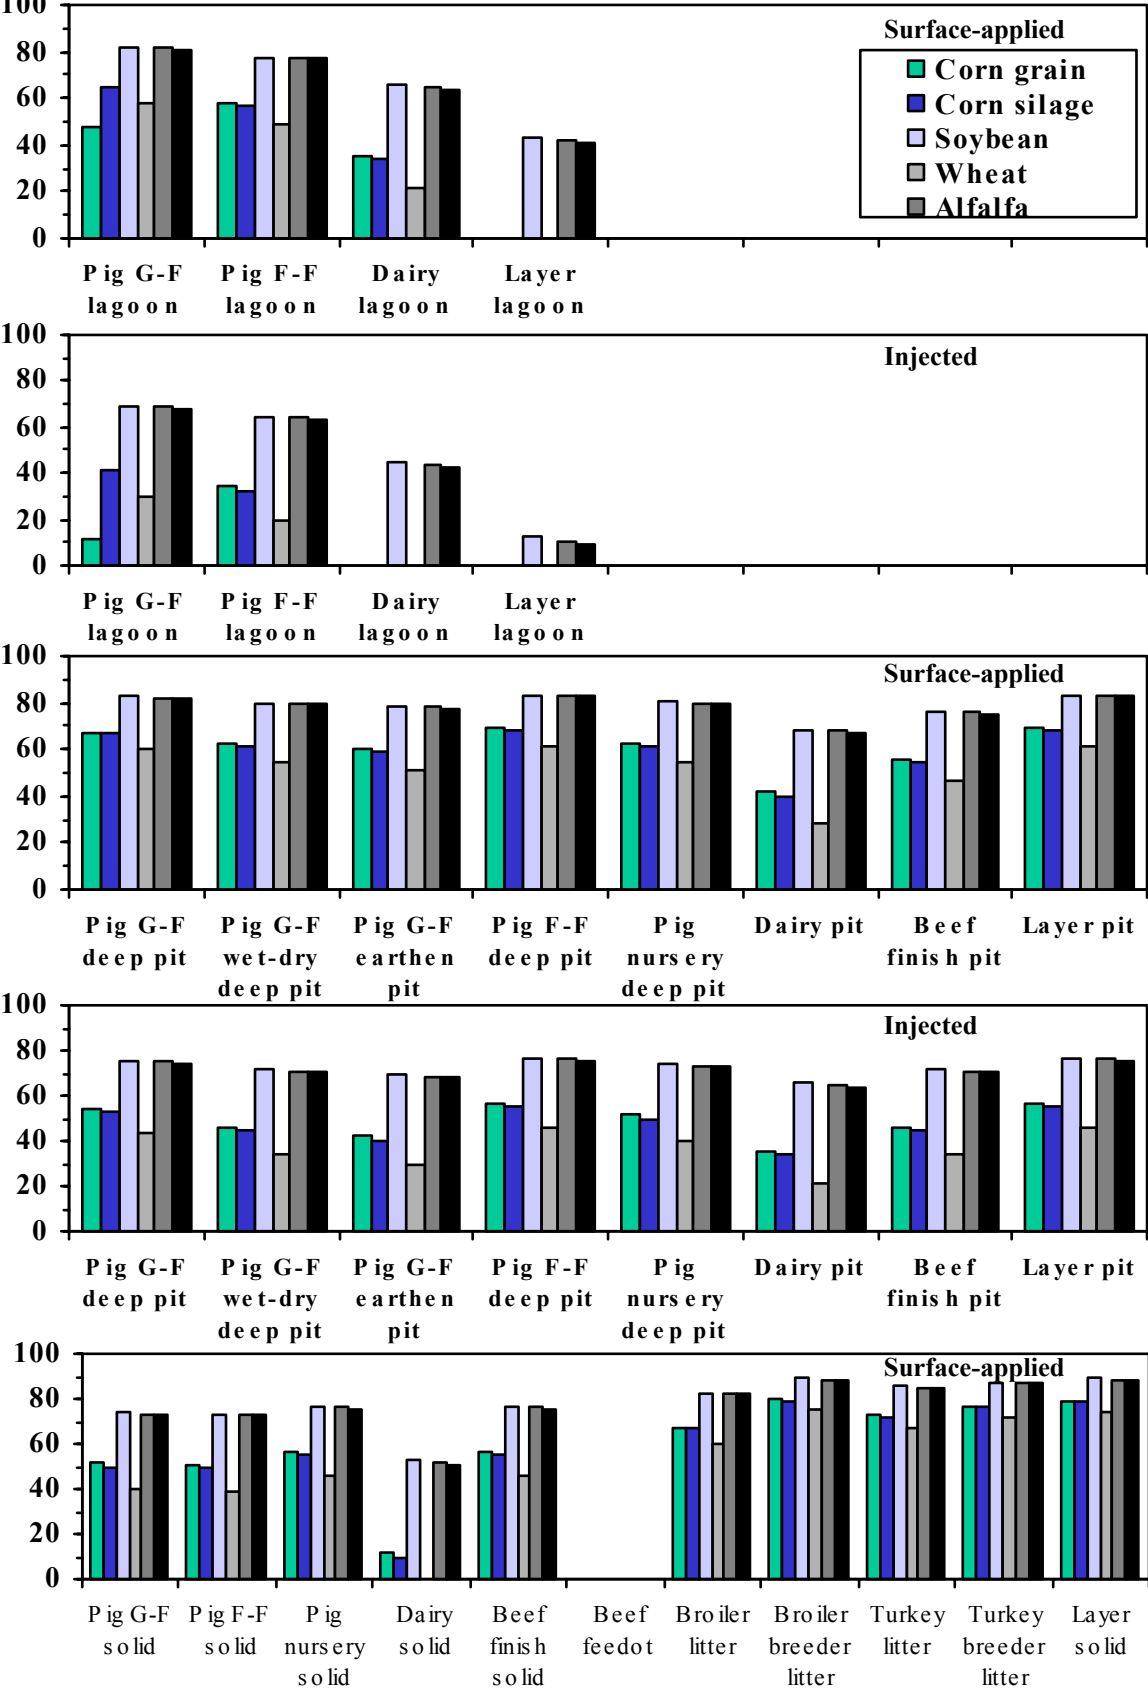 100
Surface-applied
80
60
40
20
0
Corn grain
Corn silage
Soybean
Wheat
Alfalfa
Pig G-F Pig F-F Dairy Layer
lagoon lagoon lagoon lagoon
100
Injected
80
60
40
20
0
Pig G-F Pig F-F Dairy Layer
lagoon lagoon lagoon lagoon
100
Surface-applied
80
60
40
20
0
Pig G-F Pig G-F Pig G-F Pig F-F Pig Dairy pit Beef Layer pit
deep pit wet-dry earthen deep pit nursery finish pit
deep pit pit deep pit
100
Injected
80
60
40
20
0
Pig G-F Pig G-F Pig G-F Pig F-F Pig Dairy pit Beef Layer pit
deep pit wet-dry earthen deep pit nursery finish pit
deep pit pit deep pit
100
Surface-applied
80
60
40
20
0
Pig G-F Pig F-F Pig Dairy Beef Beef Broiler Broiler Turkey Turkey Layer
solid solid nursery solid finish feedot litter breeder litter breeder solid
solid solid litter litter